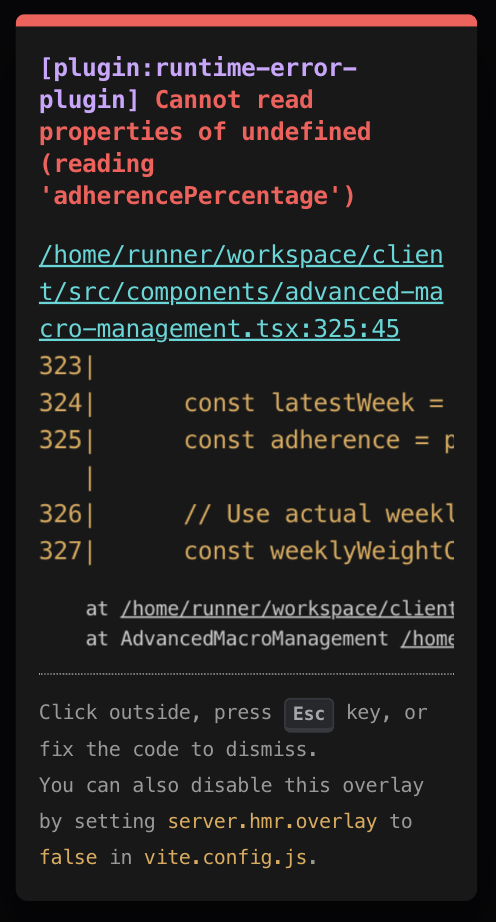 [plugin:runtime-error-
plugin] Cannot read
properties of undefined
(reading
'adherencePercentage')
/home/runner/workspace/clien
t/src/components/advanced-ma
cro-management.tsx:325:45
323|
324|      const latestWeek =
325|      const adherence = p
   |
326|      // Use actual weekl
327|      const weeklyWeightC
at /home/runner/workspace/client
at AdvancedMacroManagement /home
Click outside, press Esc key, or
fix the code to dismiss.
You can also disable this overlay
by setting server.hmr.overlay to
false in vite.config.js.